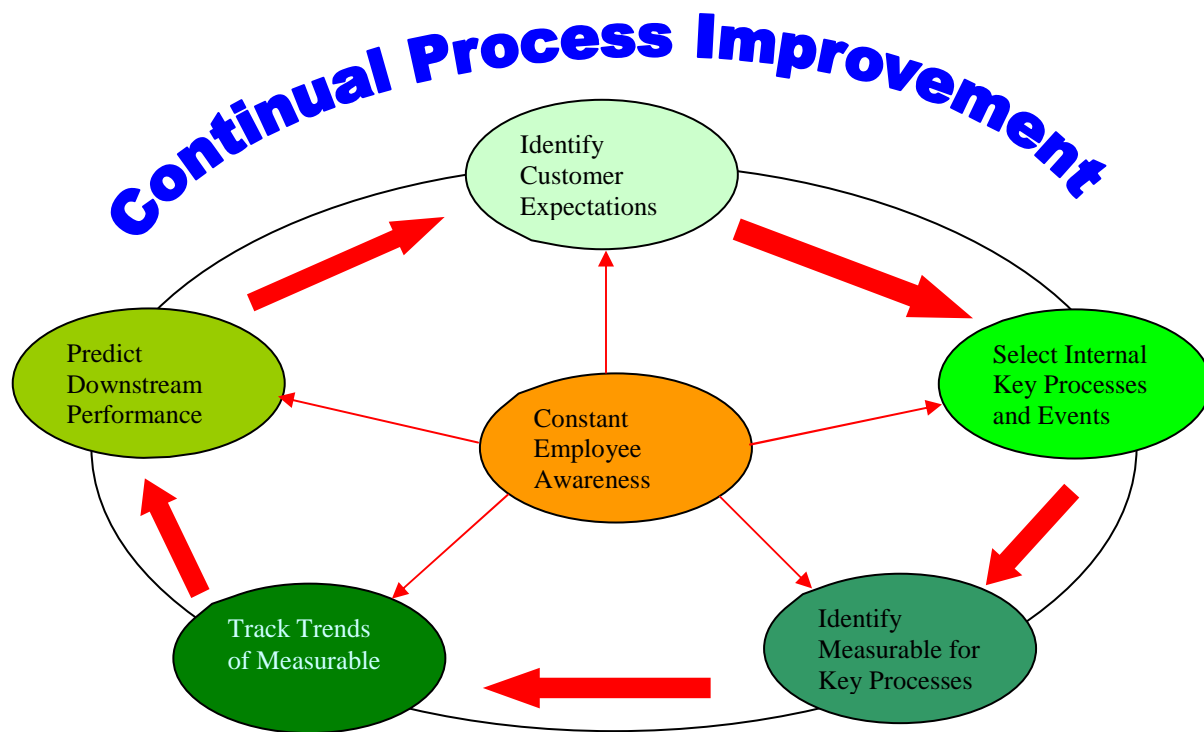 Continual Process Improvement
Identify
Customer
Expectations
Predict
Downstream
Performance
Select Internal
Key Processes
and Events
Constant
Employee
Awareness
Track Trends
of Measurable
Identify
Measurable for
Key Processes